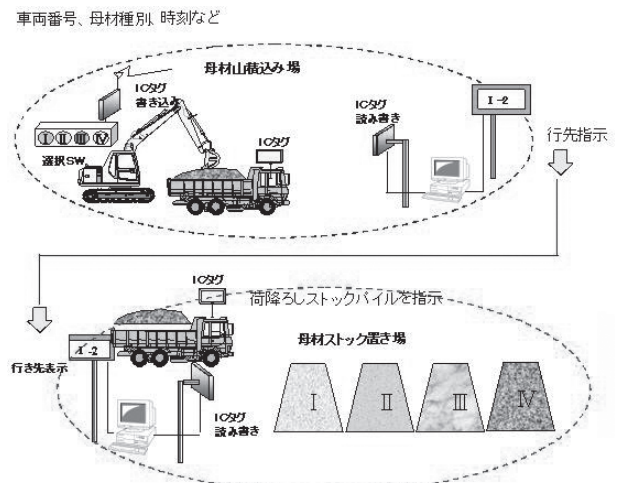 車両番号、母材種別、時刻など
母材山積込み場
ICタグ
書き込み
Ⅰ Ⅱ Ⅲ Ⅳ
選択SW
ICタグ
ICタグ
読み書き
Ⅰ-2
行先指示
ICタグ
荷降ろしストックパイルを指示
母材ストック置き場
Ⅰ-2
行き先表示
ICタグ
読み書き
Ⅰ Ⅱ Ⅲ Ⅳ